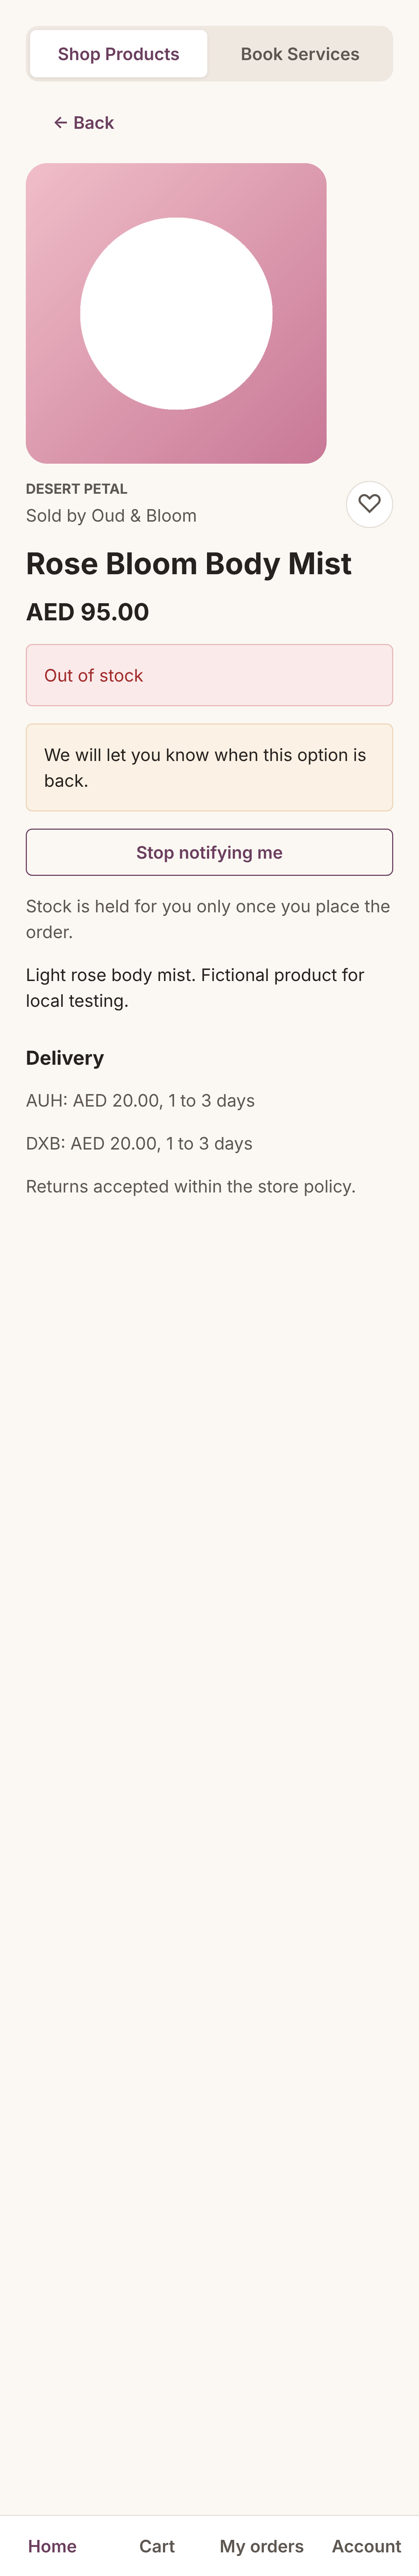 Shop Products
Book Services
← Back
DESERT PETAL
Sold by Oud & Bloom
Rose Bloom Body Mist
AED 95.00
Out of stock
We will let you know when this option is
back.
Stop notifying me
Stock is held for you only once you place the
order.
Light rose body mist. Fictional product for
local testing.
Delivery
AUH: AED 20.00, 1 to 3 days
DXB: AED 20.00, 1 to 3 days
Returns accepted within the store policy.
Home
Cart
My orders
Account